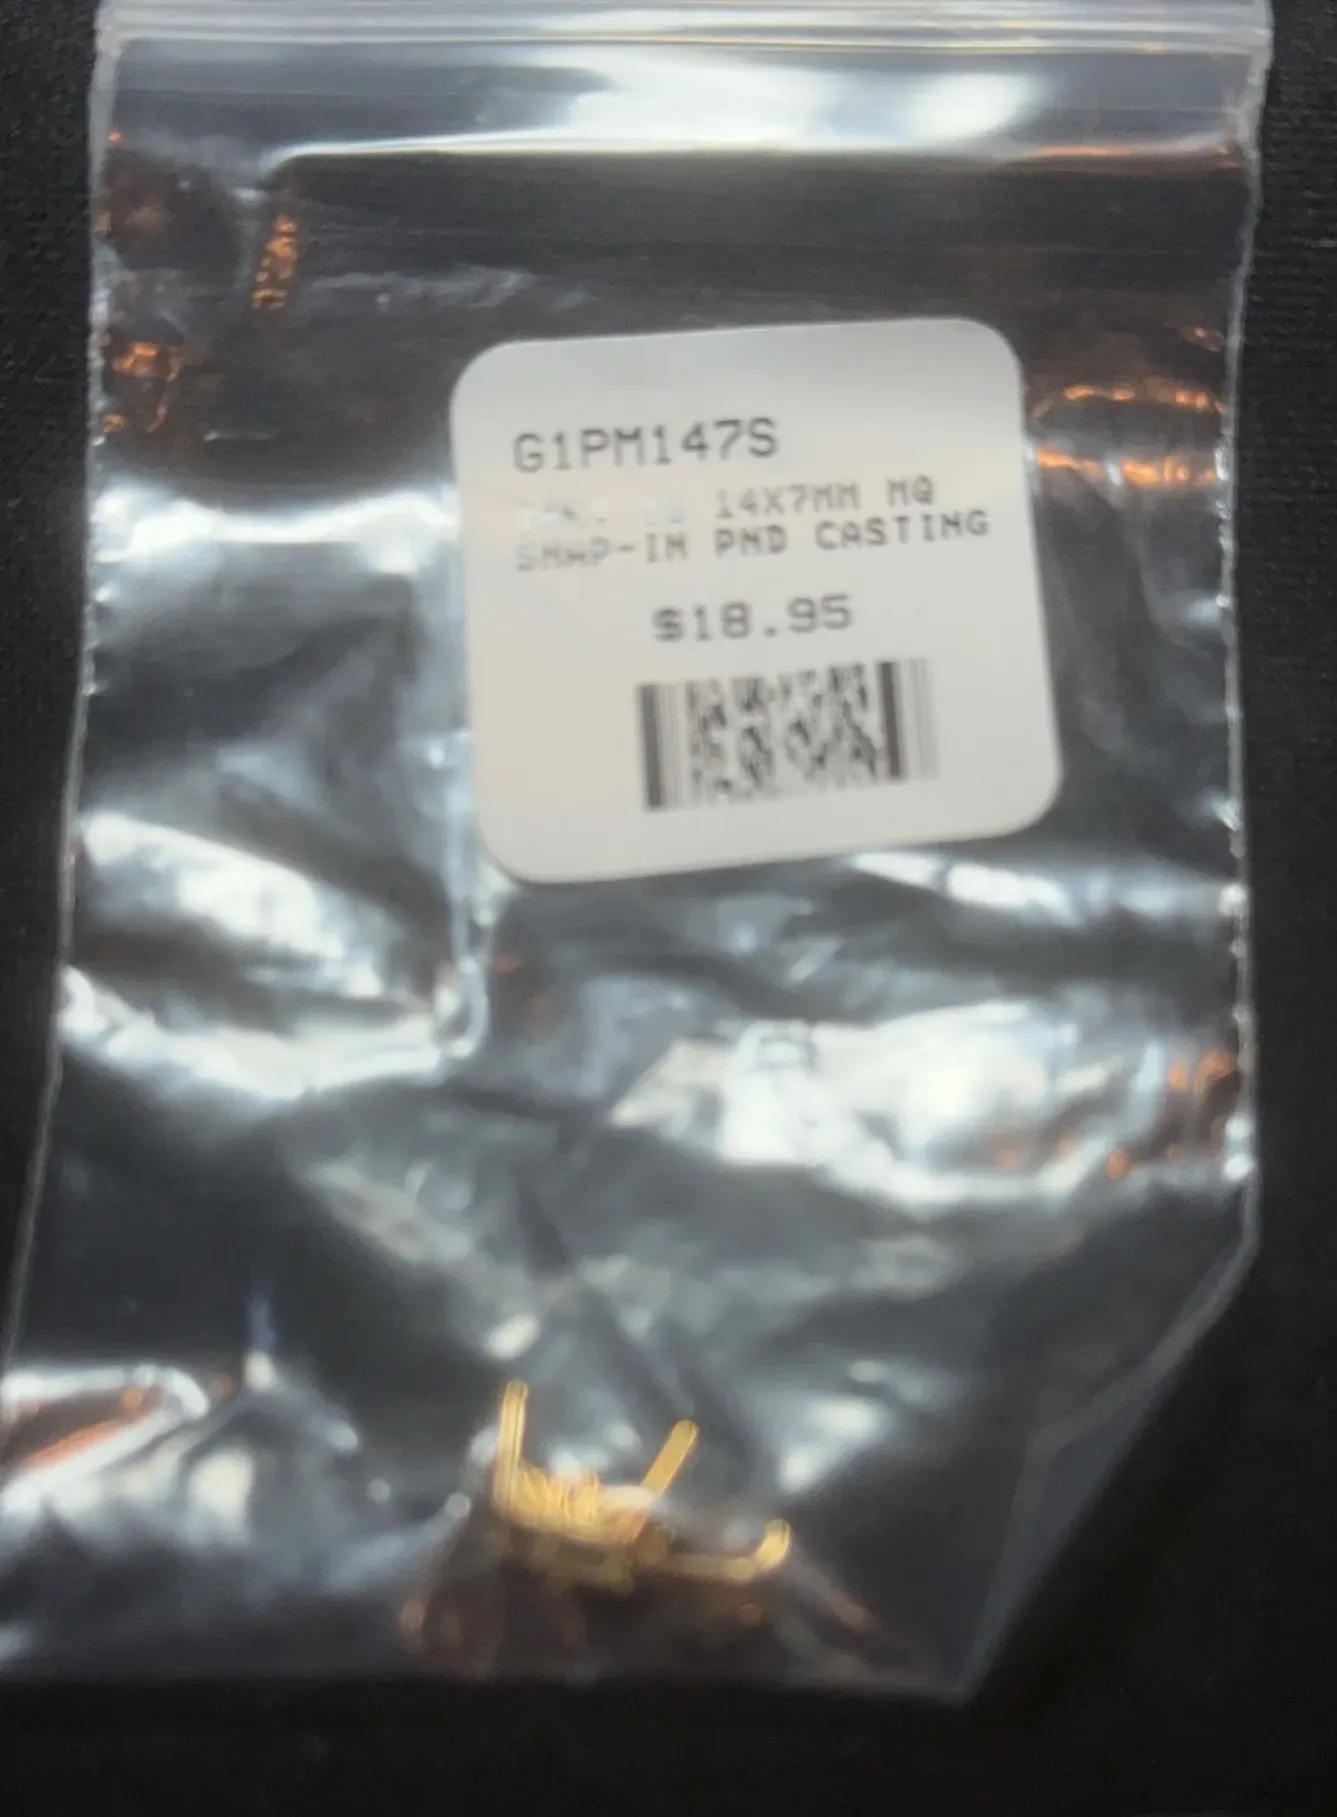 G1PM147S
14X7MM MQ
SNAP-IN PND CASTING
$18.95